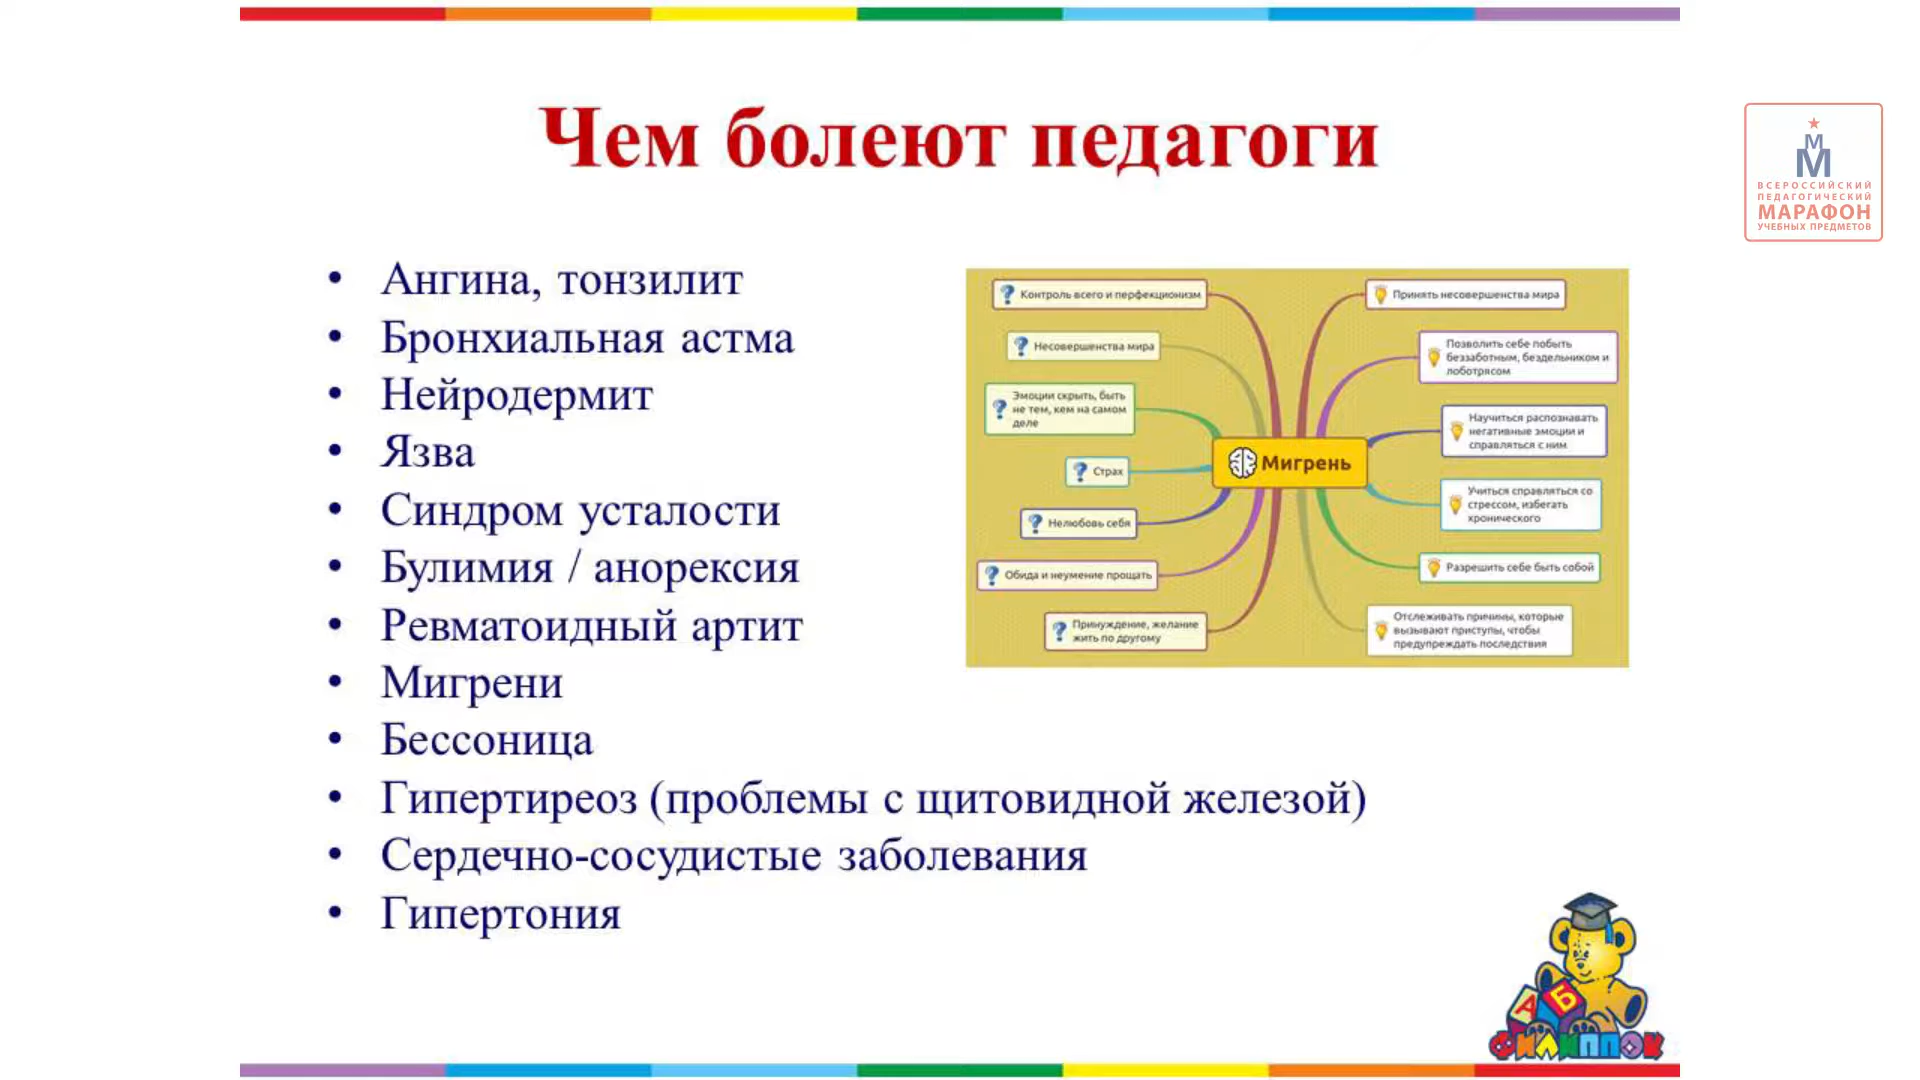 Чем болеют педагоги
М
М
ВСЕРОССИЙСКИЙ
ПЕДАГОГИЧЕСКИЙ
МАРАФОН
УЧЕБНЫХ ПРЕДМЕТОВ
• Ангина, тонзилит
• Бронхиальная астма
• Нейродермит
• Язва
• Синдром усталости
• Булимия / анорексия
• Ревматоидный артит
• Мигрени
• Бессоница
• Гипертиреоз (проблемы с щитовидной железой)
• Сердечно-сосудистые заболевания
• Гипертония
Контроль всего и перфекционизм
Несовершенства мира
Эмоции скрыть, быть
не тем, кем на самом
деле
Страх
Нелюбовь себя
Обида и неумение прощать
Принуждение, желание
жить по другому
Мигрень
Принять несовершенства мира
Позволить себе побыть
беззаботным, бездельником и
лоботрясом
Научиться распознавать
негативные эмоции и
справляться с ним
Учиться справляться со
стрессом, избегать
хронического
Разрешить себе быть собой
Отслеживать причины, которые
вызывают приступы, чтобы
предупреждать последствия
А Б
ФИЛИППОК